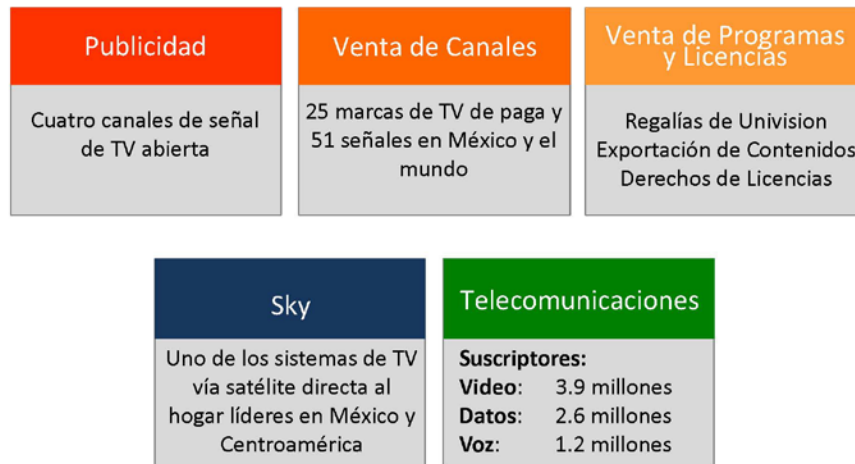 Publicidad
Cuatro canales de señal
de TV abierta
Venta de Canales
25 marcas de TV de paga y
51 señales en México y el
mundo
Venta de Programas
y Licencias
Regalías de Univision
Exportación de Contenidos
Derechos de Licencias
Sky
Uno de los sistemas de TV
vía satélite directa al
hogar líderes en México y
Centroamérica
Telecomunicaciones
Suscriptores:
Video: 3.9 millones
Datos: 2.6 millones
Voz: 1.2 millones